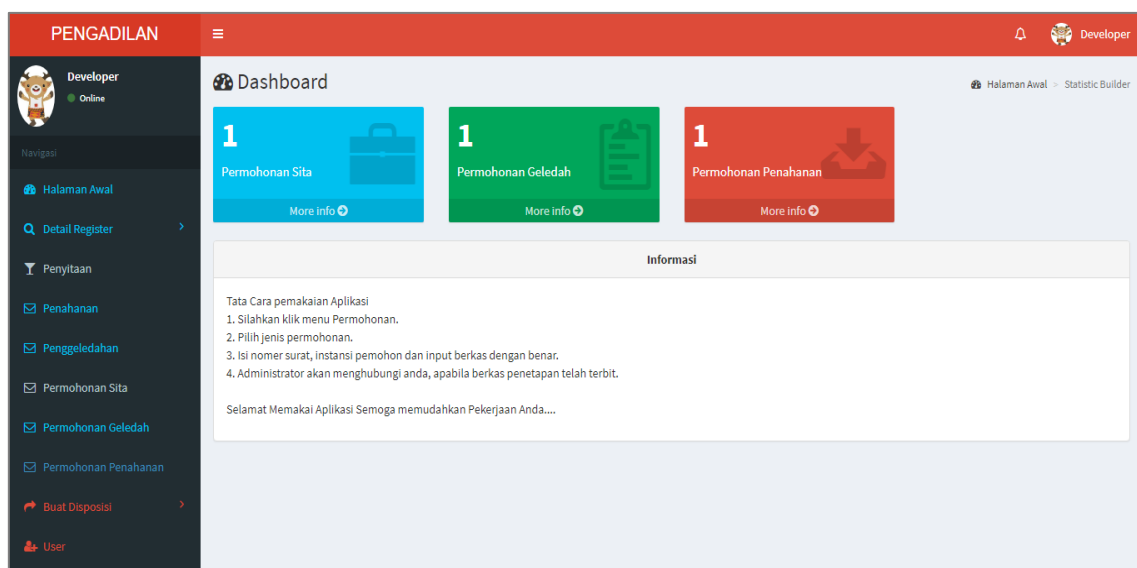 PENGADILAN
Developer
Developer
Online
Navigasi
Halaman Awal
Detail Register
Penyitaan
Penahanan
Penggeledahan
Permohonan Sita
Permohonan Geledah
Permohonan Penahanan
Buat Disposisi
User
Dashboard
Halaman Awal > Statistic Builder
1
Permohonan Sita
More info
1
Permohonan Geledah
More info
1
Permohonan Penahanan
More info
Informasi
Tata Cara pemakaian Aplikasi
1. Silahkan klik menu Permohonan.
2. Pilih jenis permohonan.
3. Isi nomer surat, instansi pemohon dan input berkas dengan benar.
4. Administrator akan menghubungi anda, apabila berkas penetapan telah terbit.
Selamat Memakai Aplikasi Semoga memudahkan Pekerjaan Anda....